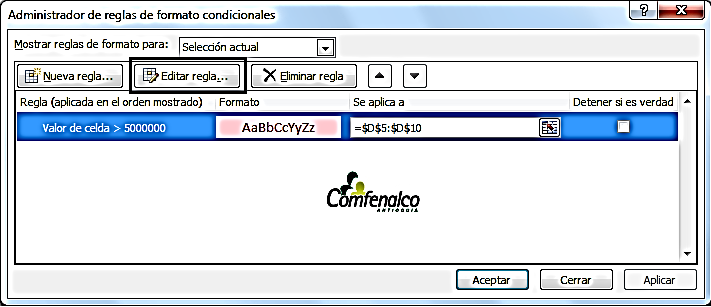 Administrador de reglas de formato condicionales
Mostrar reglas de formato para: Selección actual
Nueva regla... Editar regla... Eliminar regla
Regla (aplicada en el orden mostrado) Formato Se aplica a Detener si es verdad
Valor de celda > 5000000 AaBbCcYyZz =$D$5:$D$10
Comfenalco
ANTIOQUIA
Aceptar Cerrar Aplicar